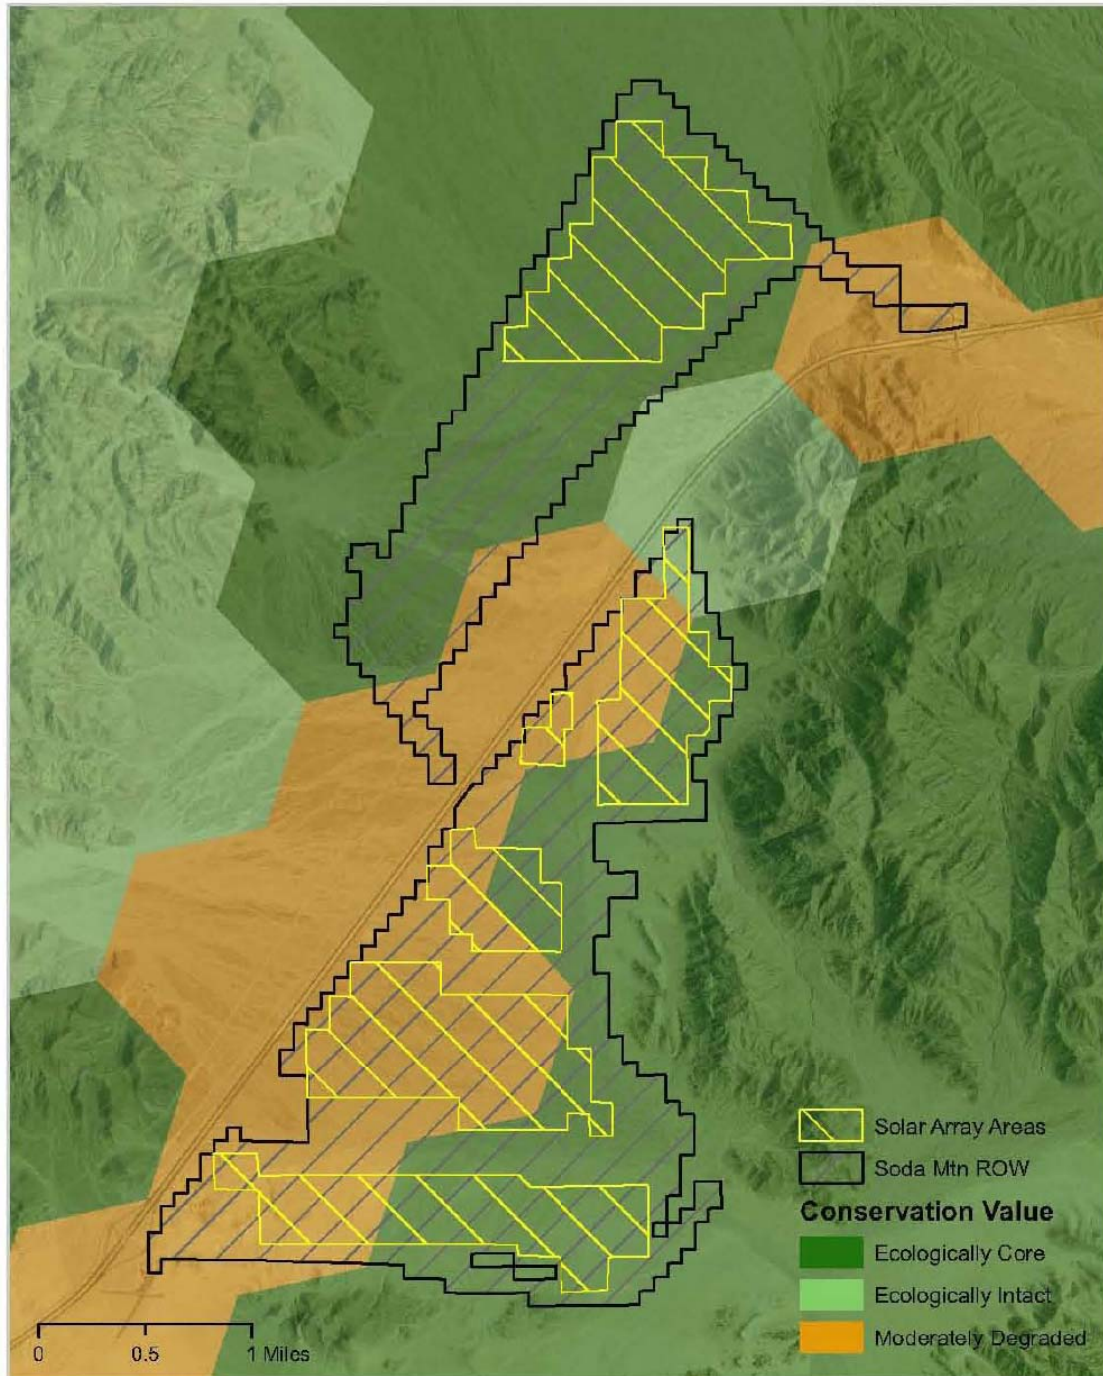 Solar Array Areas
Soda Mtn ROW
Conservation Value
Ecologically Core
Ecologically Intact
Moderately Degraded
0 0.5 1 Miles